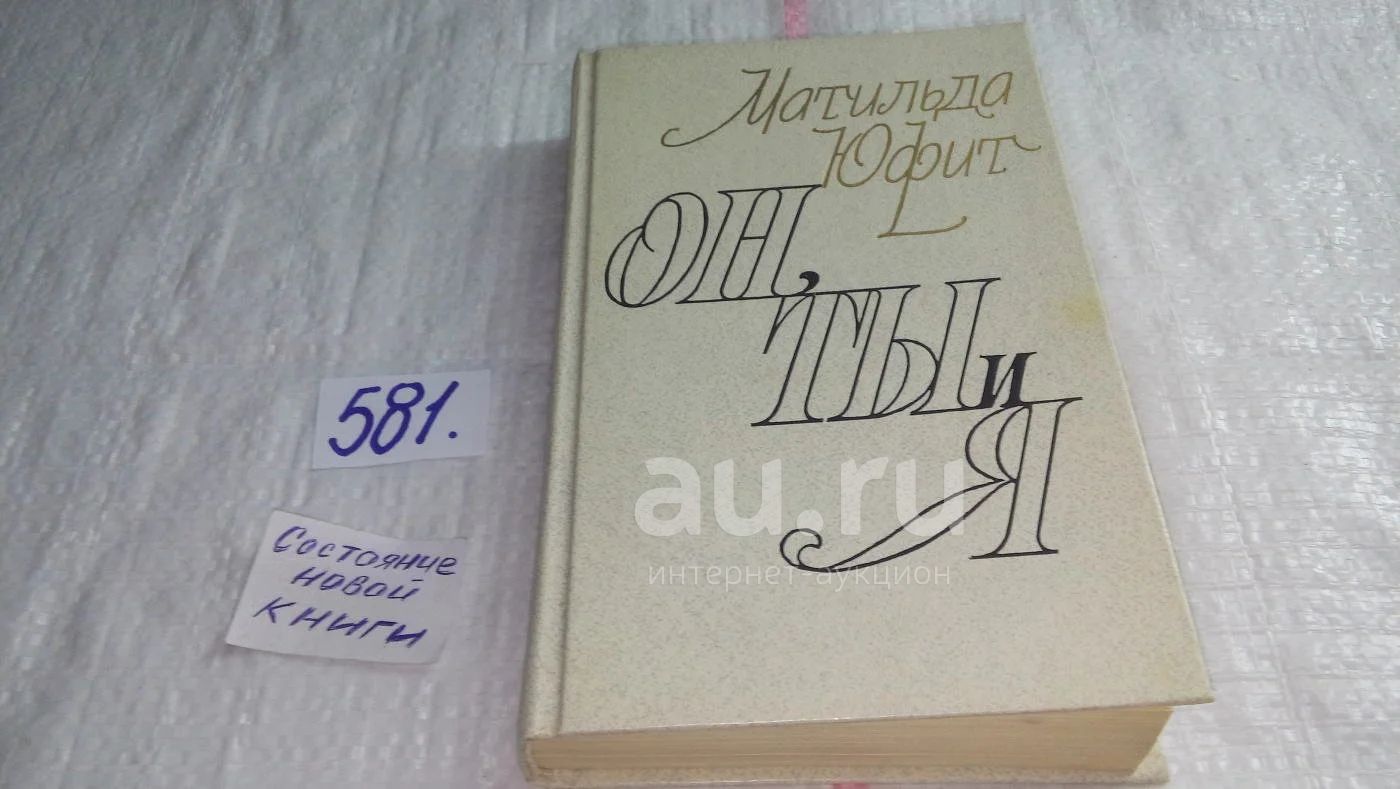 Матильда
Юфит
ОН,
ТЫ и
Я
581.
Состояние
новой
книги
au.ru
интернет-аукцион